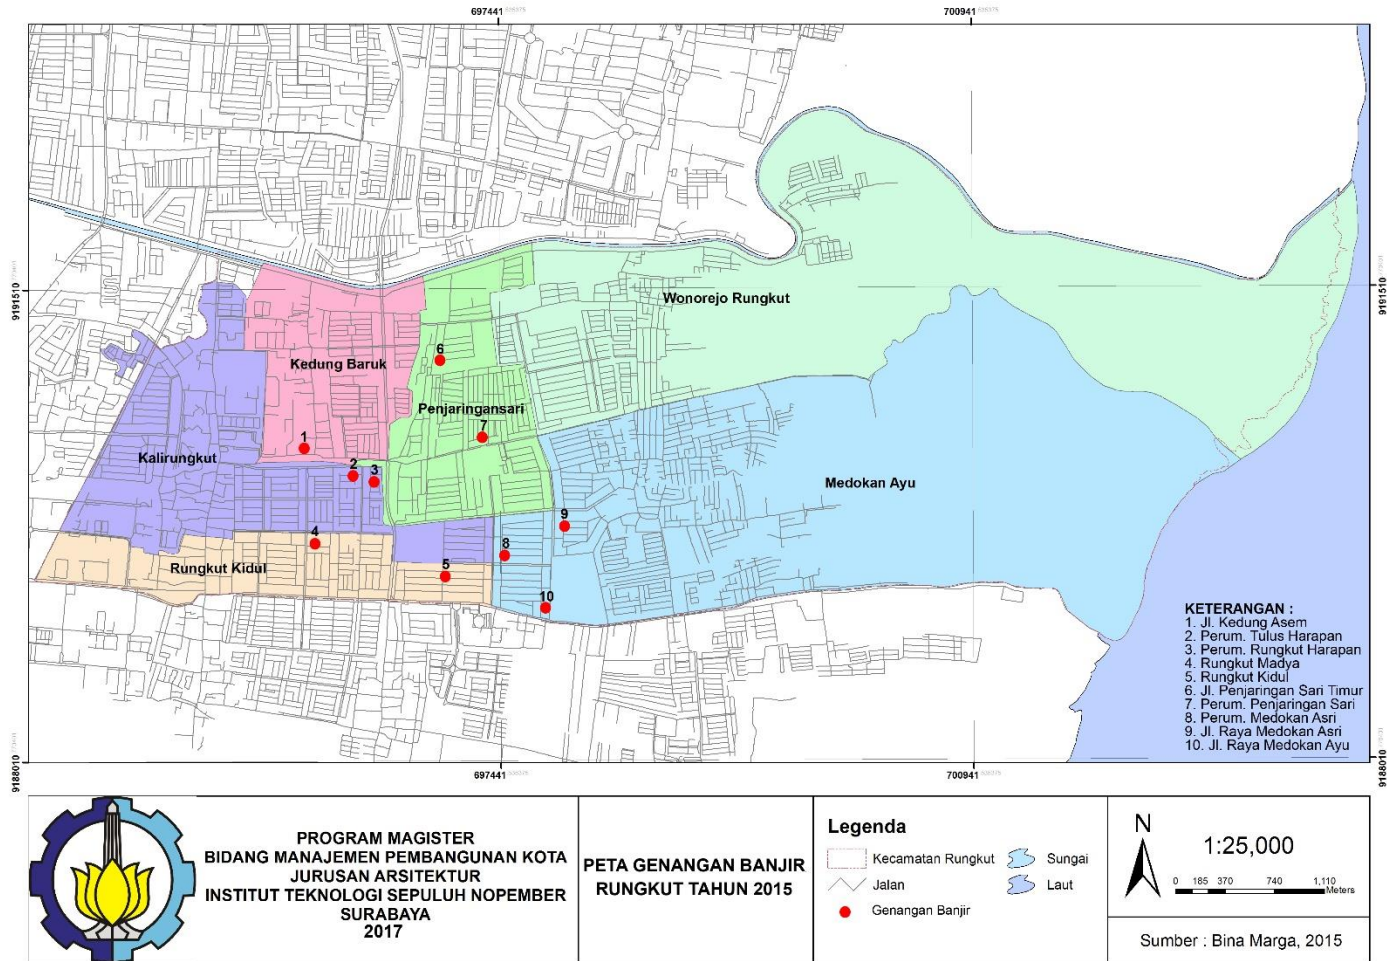 697441
700941
9191510
9191510
Wonorejo Rungkut
6
Kedung Baruk
Penjaringansari
7
1
Kalirungkut
2
3
Medokan Ayu
9
4
8
5
Rungkut Kidul
10
KETERANGAN :
1. Jl. Kedung Asem
2. Perum. Tulus Harapan
3. Perum. Rungkut Harapan
4. Rungkut Madya
5. Rungkut Kidul
6. Jl. Penjaringan Sari Timur
7. Perum. Penjaringan Sari
8. Perum. Medokan Asri
9. Jl. Raya Medokan Asri
10. Jl. Raya Medokan Ayu
9188010
9188010
697441
700941
PROGRAM MAGISTER
BIDANG MANAJEMEN PEMBANGUNAN KOTA
JURUSAN ARSITEKTUR
INSTITUT TEKNOLOGI SEPULUH NOPEMBER
SURABAYA
2017
PETA GENANGAN BANJIR
RUNGKUT TAHUN 2015
Legenda
Kecamatan Rungkut
Sungai
Jalan
Laut
Genangan Banjir
N
1:25,000
0 185 370 740 1,110
Meters
Sumber : Bina Marga, 2015